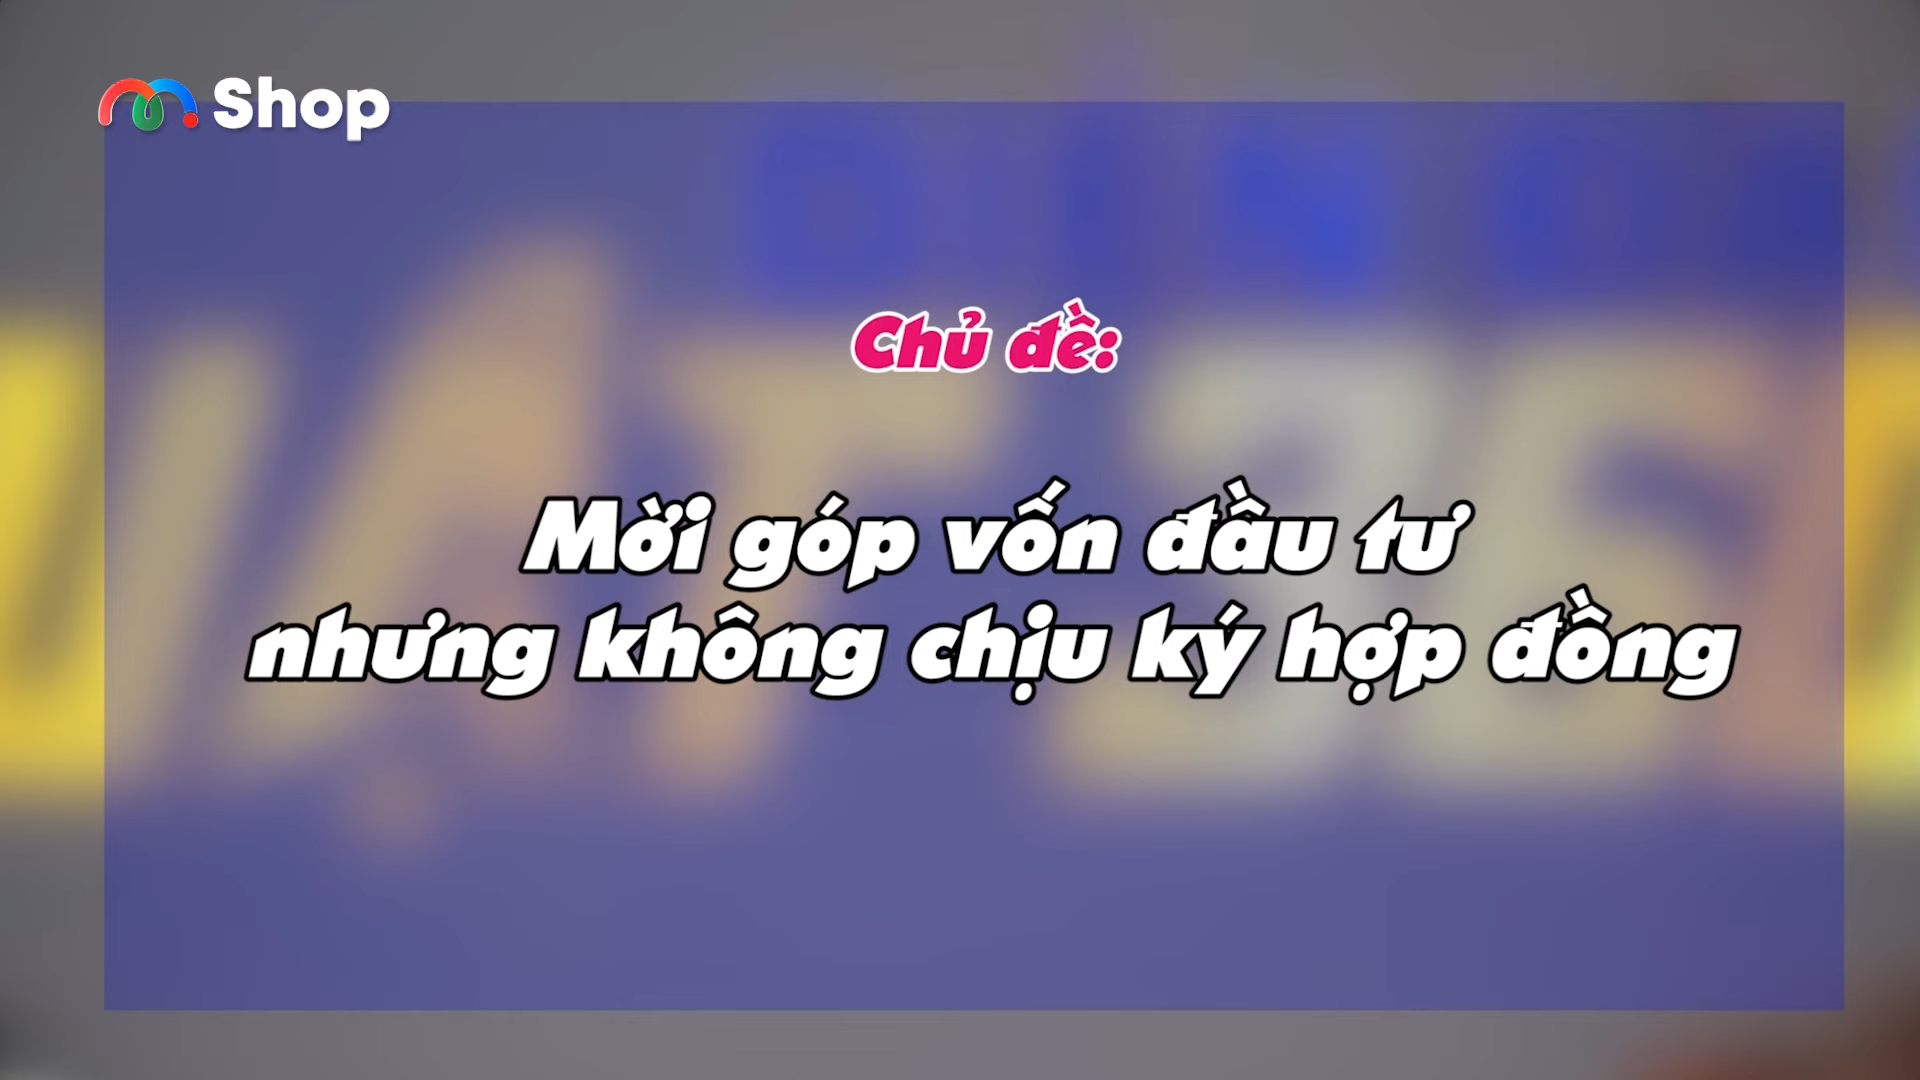 Shop
Chủ đề:
Mời góp vốn đầu tư
nhưng không chịu ký hợp đồng